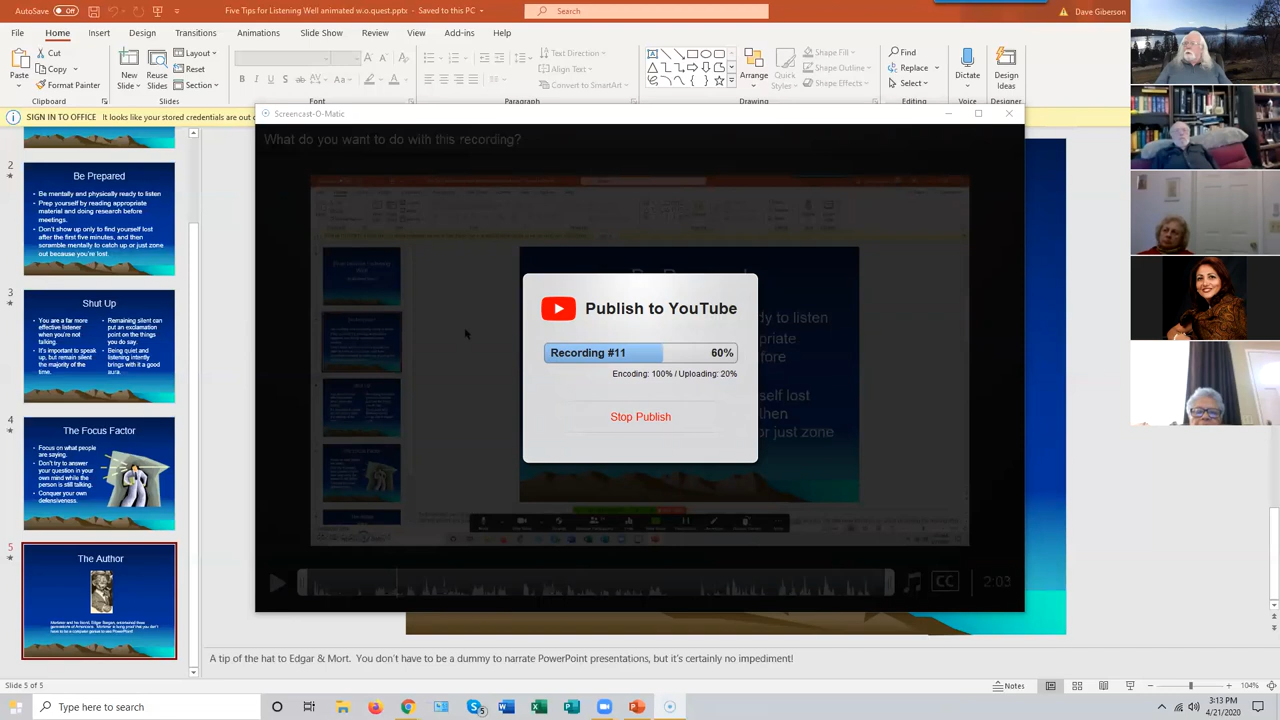 Five Tips for Listening Well animated w.o.quest.pptx - Saved to this PC
Search
Dave Giberson
File
Home
Insert
Design
Transitions
Animations
Slide Show
Review
View
Add-ins
Help
Paste
Cut
Copy
Format Painter
Clipboard
New Slide
Reuse Slides
Layout
Reset
Section
Slides
Font
Text Direction
Align Text
Convert to SmartArt
Paragraph
Arrange
Quick Styles
Shape Fill
Shape Outline
Shape Effects
Drawing
Find
Replace
Select
Editing
Dictate
Voice
Design Ideas
Designer
SIGN IN TO OFFICE It looks like your stored credentials are out
Screencast-O-Matic
What do you want to do with this recording?
2
Be Prepared
Be mentally and physically ready to listen
Prep yourself by reading appropriate
material and doing research before
meetings.
Don't show up only to find yourself lost
after the first five minutes, and then
scramble mentally to catch up or just zone
out because you're lost.
3
Shut Up
You are a far more
effective listener
when you're not
talking.
It's important to speak
up, but remain silent
the majority of the
time.
Remaining silent can
put an exclamation
point on the things
you do say.
Being quiet and
listening intently
brings with it a good
aura.
4
The Focus Factor
Focus on what people
are saying.
Don't try to answer
your question in your
own mind while the
person is still talking.
Conquer your own
defensiveness.
5
The Author
Publish to YouTube
Recording #11 60%
Encoding: 100% / Uploading: 20%
Stop Publish
dy to listen
priate
fore
self lost
then
or just zone
CC
2:03
A tip of the hat to Edgar & Mort. You don't have to be a dummy to narrate PowerPoint presentations, but it's certainly no impediment!
Slide 5 of 5
Notes
104%
Type here to search
5
3:13 PM
4/21/2020